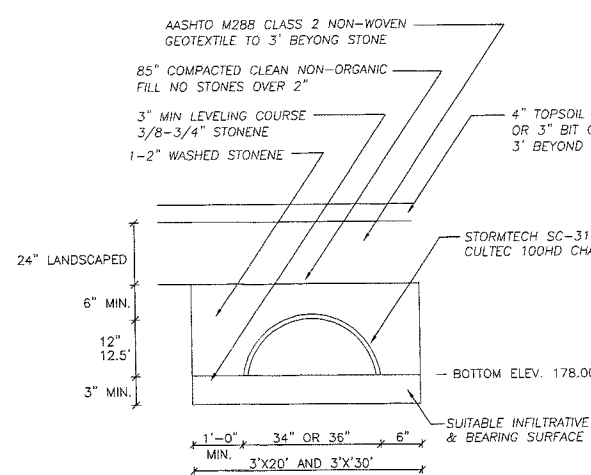 AASHTO M288 CLASS 2 NON-WOVEN
GEOTEXTILE TO 3' BEYONG STONE
85" COMPACTED CLEAN NON-ORGANIC
FILL NO STONES OVER 2"
3" MIN LEVELING COURSE
3/8-3/4" STONENE
1-2" WASHED STONENE
4" TOPSOIL
OR 3" BIT
3' BEYOND
STORMTECH SC-31
CULTEC 100HD CHA
24" LANDSCAPED
6" MIN.
12"
12.5'
3" MIN.
BOTTOM ELEV. 178.00
SUITABLE INFILTRATIVE
& BEARING SURFACE
1'-0" 34" OR 36" 6"
MIN.
3'X20' AND 3'X'30'